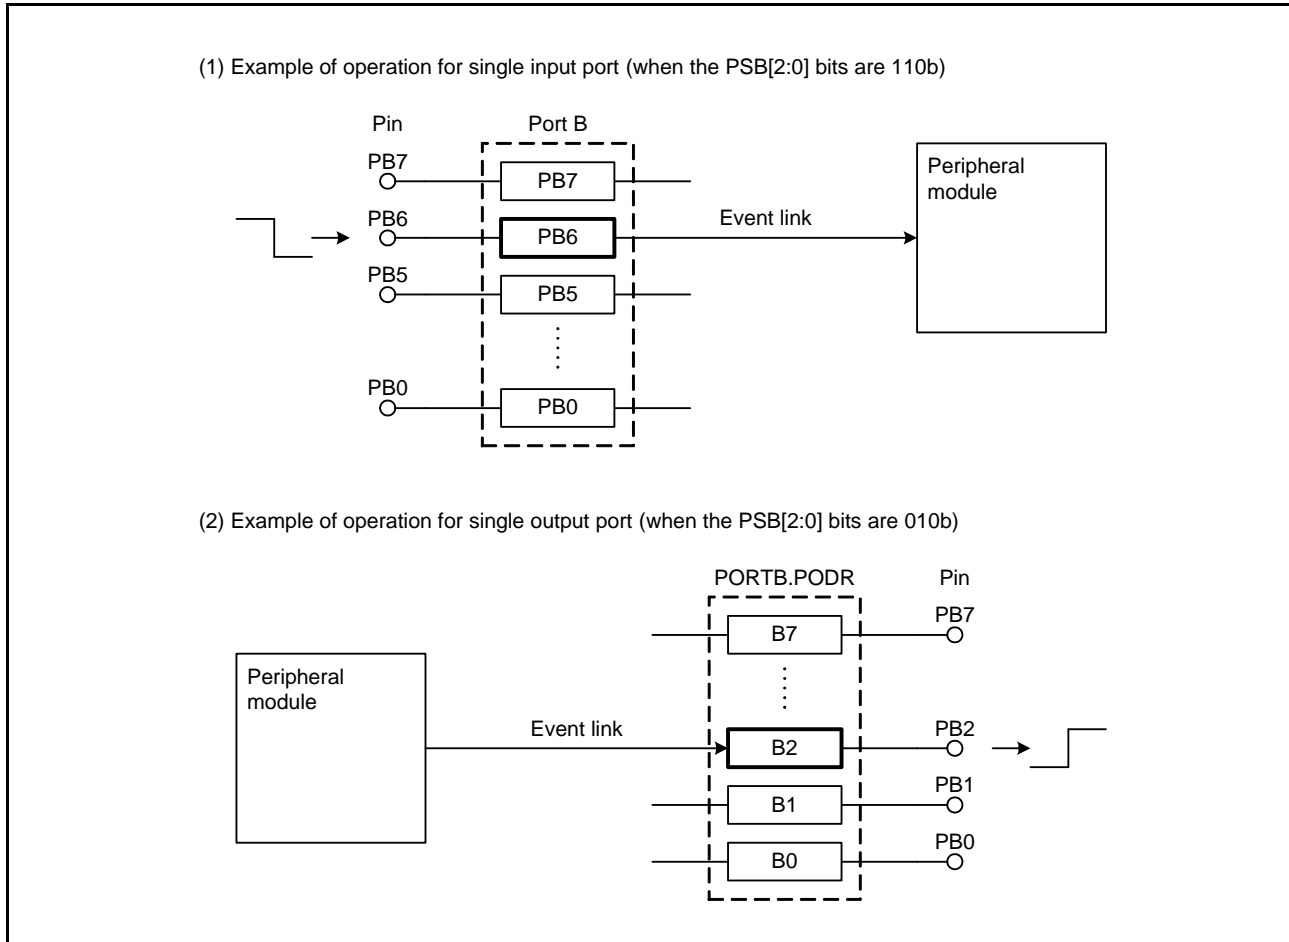 (1) Example of operation for single input port (when the PSB[2:0] bits are 110b)
Pin
Port B
PB7
PB7
Peripheral
module
PB6
PB6
Event link
PB5
PB5
PB0
PB0
(2) Example of operation for single output port (when the PSB[2:0] bits are 010b)
PORTB.PODR
Pin
B7
PB7
Peripheral
module
Event link
B2
PB2
B1
PB1
B0
PB0